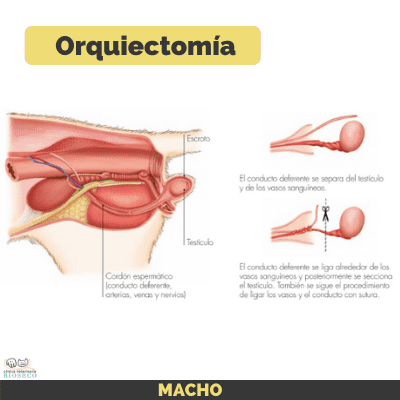 Orquiectomía
Escroto
Testículo
Cordón espermático
(conducto deferente,
arterias, venas y nervios)
El conducto deferente se separa del testículo
y de los vasos sanguíneos.
El conducto deferente se liga alrededor de los
vasos sanguíneos y posteriormente se secciona
el testículo. También se sigue el procedimiento
de ligar los vasos y el conducto con sutura.
RIOSECO
MACHO